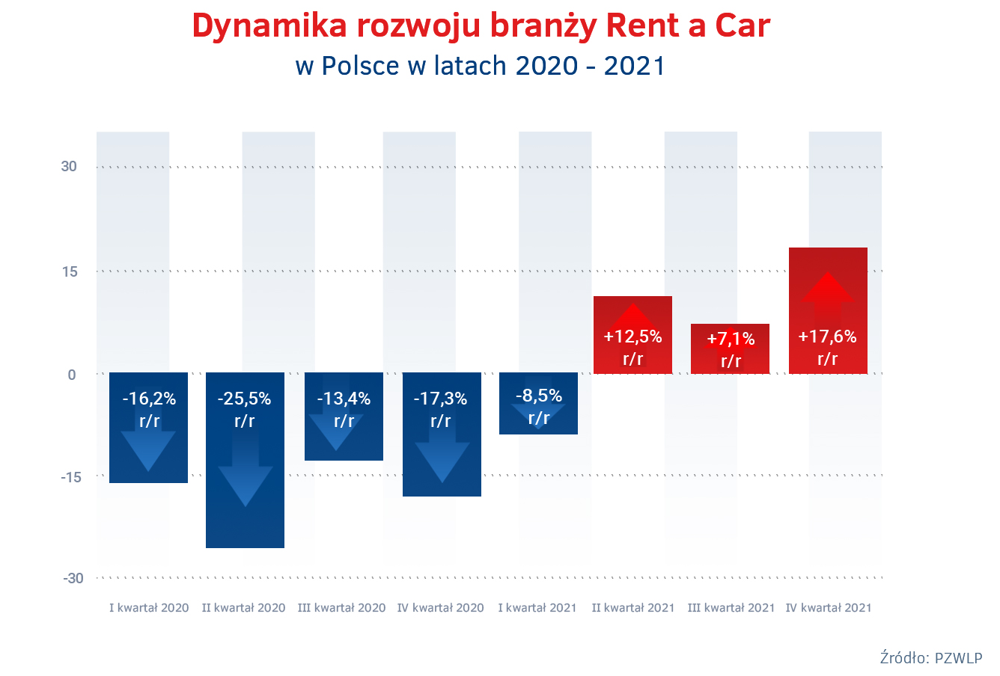 Dynamika rozwoju branży Rent a Car
w Polsce w latach 2020 - 2021
30
15
0
-15
-30
-16,2%
r/r
-25,5%
r/r
-13,4%
r/r
-17,3%
r/r
-8,5%
r/r
+12,5%
r/r
+7,1%
r/r
+17,6%
r/r
I kwartał 2020
II kwartał 2020
III kwartał 2020
IV kwartał 2020
I kwartał 2021
II kwartał 2021
III kwartał 2021
IV kwartał 2021
Źródło: PZWLP